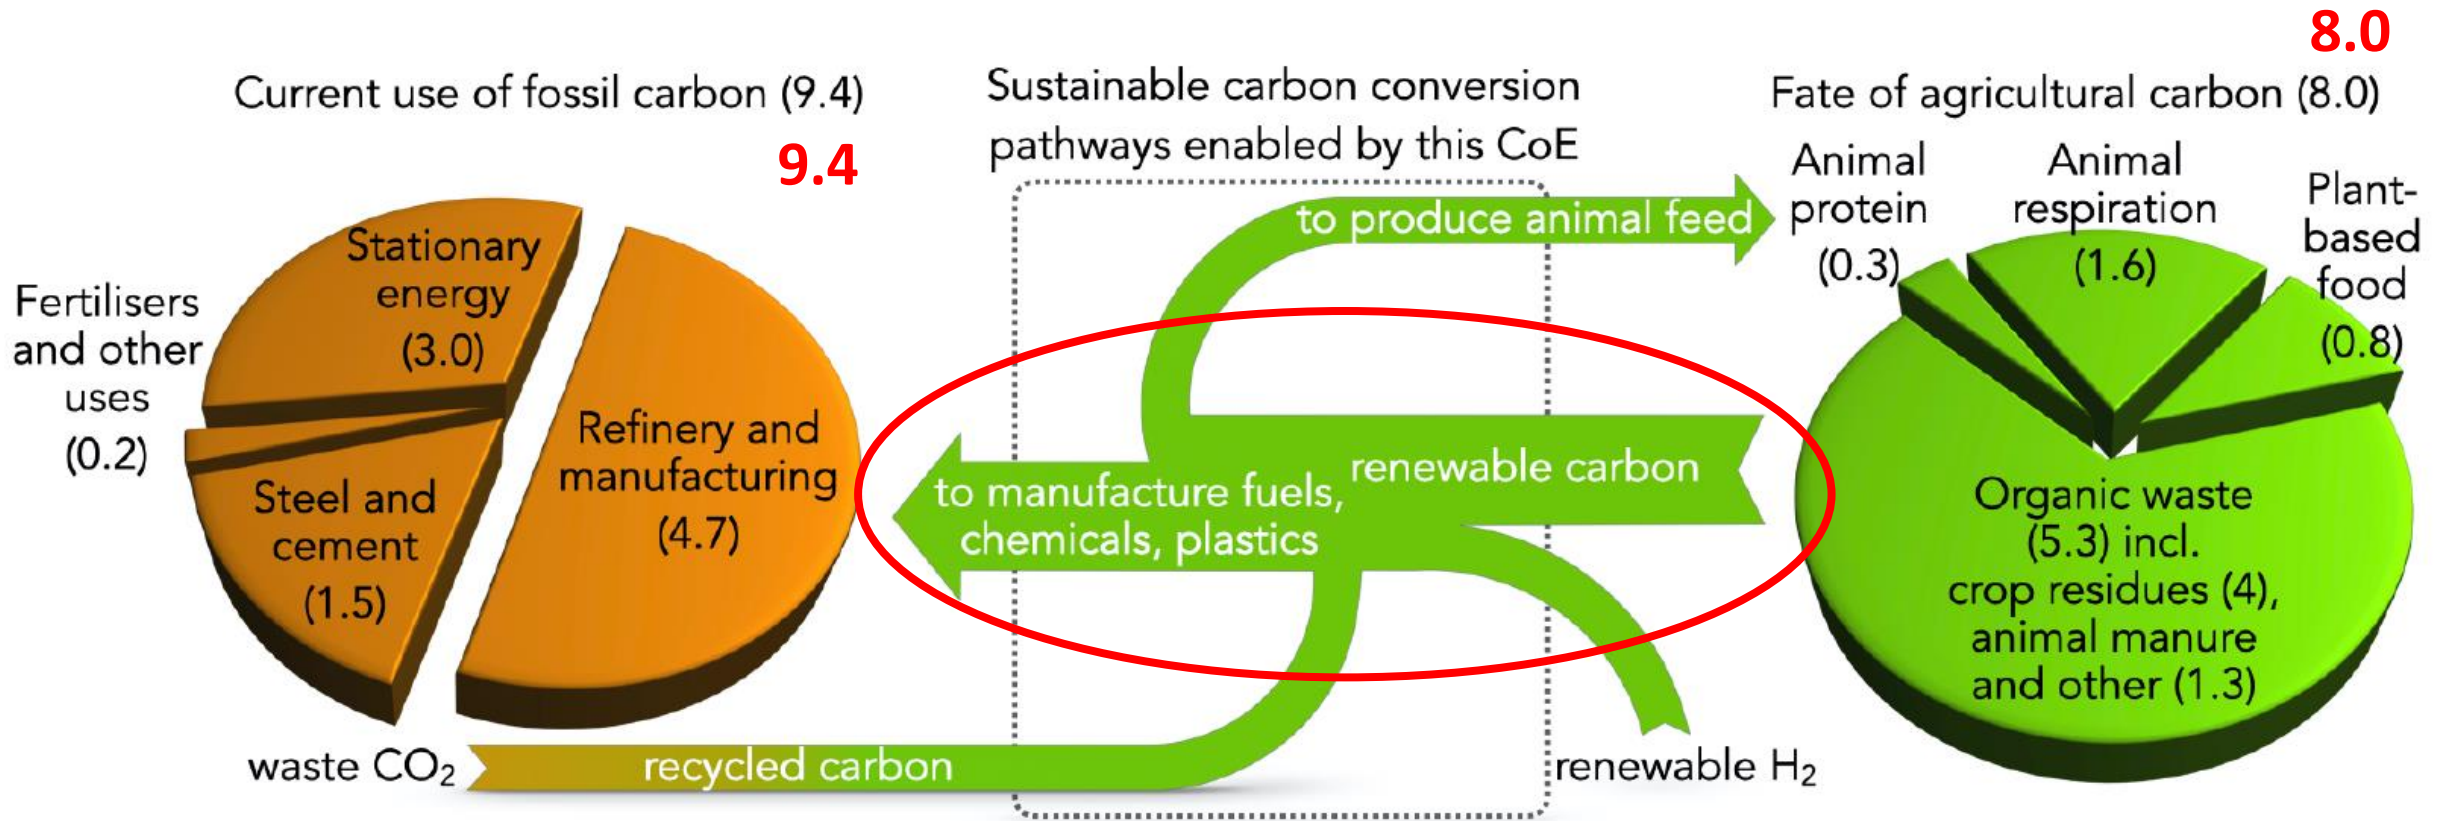 Current use of fossil carbon (9.4)
9.4
Stationary
energy
(3.0)
Fertilisers
and other
uses
(0.2)
Refinery and
manufacturing
(4.7)
Steel and
cement
(1.5)
waste CO₂
recycled carbon
Sustainable carbon conversion
pathways enabled by this CoE
to produce animal feed
renewable carbon
to manufacture fuels,
chemicals, plastics
renewable H₂
8.0
Fate of agricultural carbon (8.0)
Animal
protein
(0.3)
Animal
respiration
(1.6)
Plant-
based
food
(0.8)
Organic waste
(5.3) incl.
crop residues (4),
animal manure
and other (1.3)